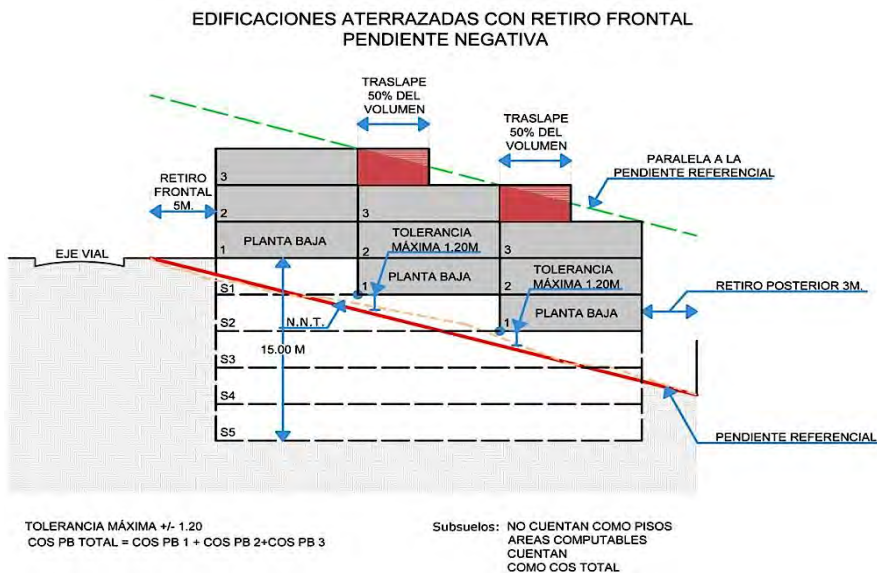 EDIFICACIONES ATERRAZADAS CON RETIRO FRONTAL
PENDIENTE NEGATIVA
TRASLAPE
50% DEL
VOLUMEN
TRASLAPE
50% DEL
VOLUMEN
PARALELA A LA
PENDIENTE REFERENCIAL
RETIRO
FRONTAL
5M.
3
2
3
1
PLANTA BAJA
2
TOLERANCIA
MÁXIMA 1.20M
3
EJE VIAL
1
PLANTA BAJA
2
TOLERANCIA
MÁXIMA 1.20M
RETIRO POSTERIOR 3M.
S1
N.N.T.
1
PLANTA BAJA
S2
15.00 M
S3
S4
S5
PENDIENTE REFERENCIAL
TOLERANCIA MÁXIMA +/- 1.20
COS PB TOTAL = COS PB 1 + COS PB 2+COS PB 3
Subsuelos: NO CUENTAN COMO PISOS
AREAS COMPUTABLES
CUENTAN
COMO COS TOTAL